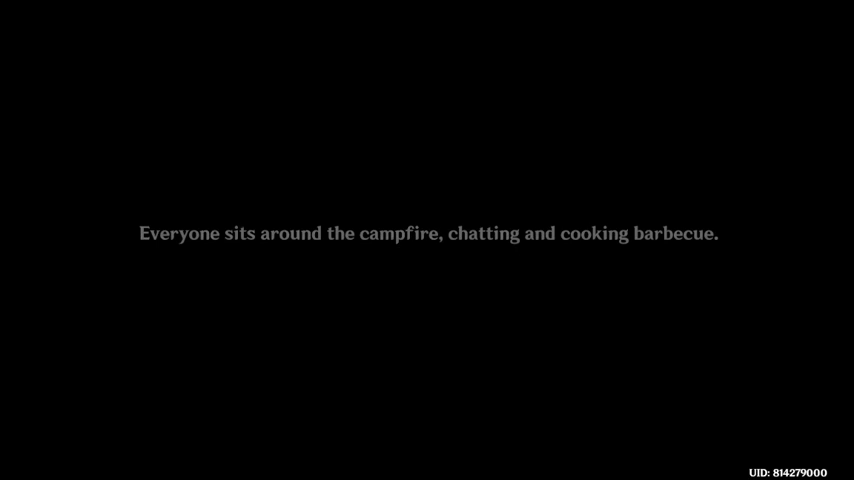 Everyone sits around the campfire, chatting and cooking barbecue.
UID: 814279000